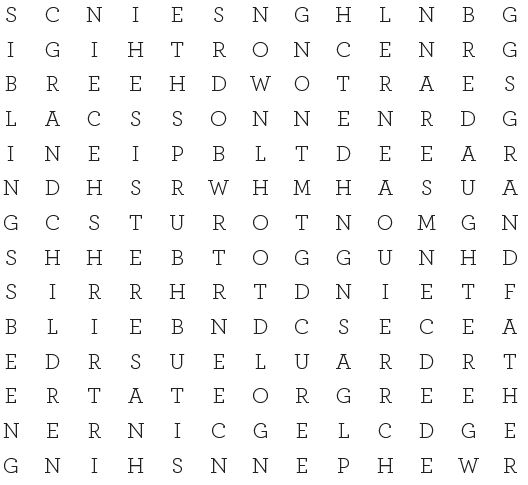 S C N I E S N G H L N B G
I G I H T R O N C E N R G
B R E E H D W O T R A E S
L A C S S O N N E N R D G
I N E I P B L T D E E A R
N D H S R W H M H A S U A
G C S T U R O T N O M G N
S H H E B T O G G U N H D
S I R R H R T D N I E T F
B L I E B N D C S E C E A
E D R S U E L U A R D R T
E R T A T E O R G R E E H
N E R N I C G E L C D G E
G N I H S N N E P H E W R